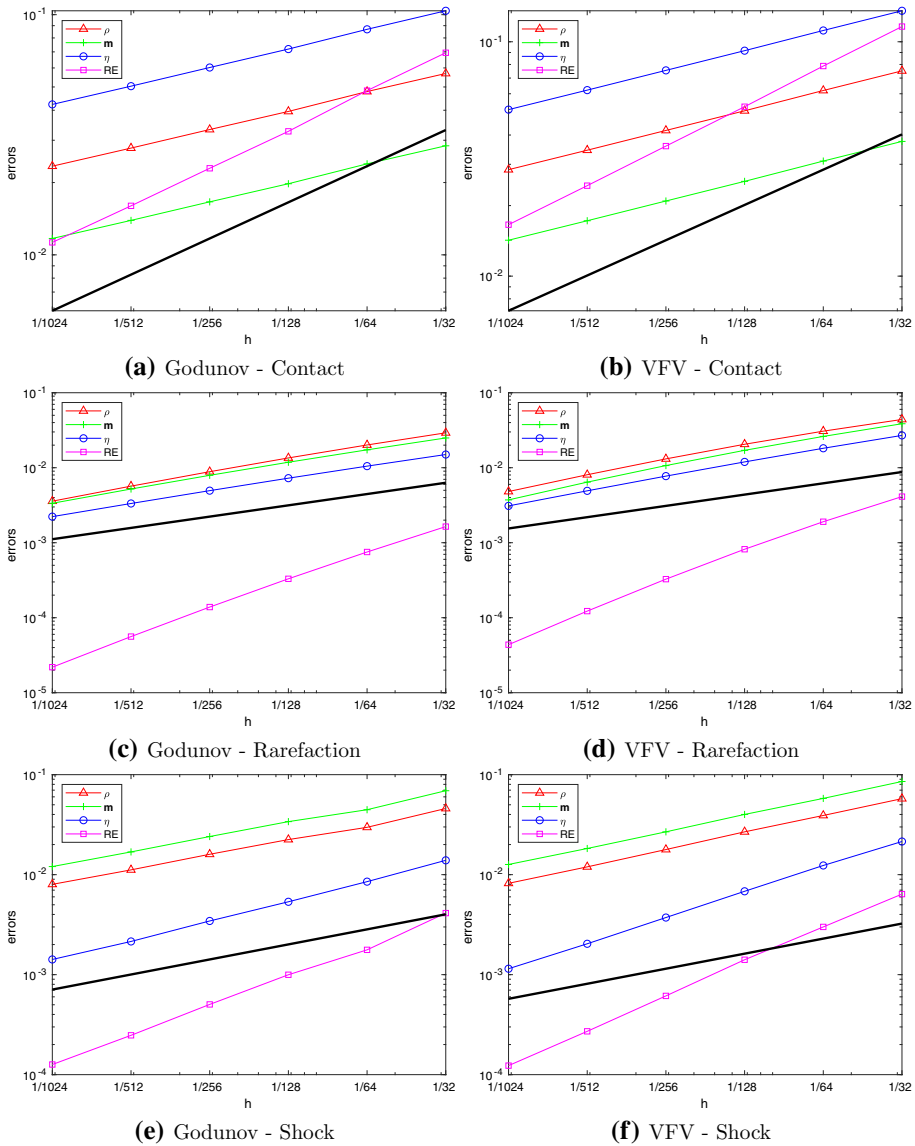 10^-1
10^-2
errors
ρ
m
η
RE
1/1024 1/512 1/256 1/128 1/64 1/32
h
(a) Godunov - Contact
10^-1
10^-2
errors
ρ
m
η
RE
1/1024 1/512 1/256 1/128 1/64 1/32
h
(b) VFV - Contact
10^-1
10^-2
10^-3
10^-4
10^-5
errors
ρ
m
η
RE
1/1024 1/512 1/256 1/128 1/64 1/32
h
(c) Godunov - Rarefaction
10^-1
10^-2
10^-3
10^-4
10^-5
errors
ρ
m
η
RE
1/1024 1/512 1/256 1/128 1/64 1/32
h
(d) VFV - Rarefaction
10^-1
10^-2
10^-3
10^-4
errors
ρ
m
η
RE
1/1024 1/512 1/256 1/128 1/64 1/32
h
(e) Godunov - Shock
10^-1
10^-2
10^-3
10^-4
errors
ρ
m
η
RE
1/1024 1/512 1/256 1/128 1/64 1/32
h
(f) VFV - Shock